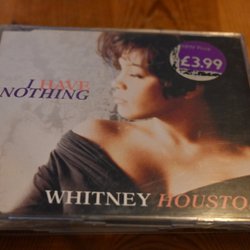 £3.99
I HAVE
NOTHING
WHITNEY HOUSTO